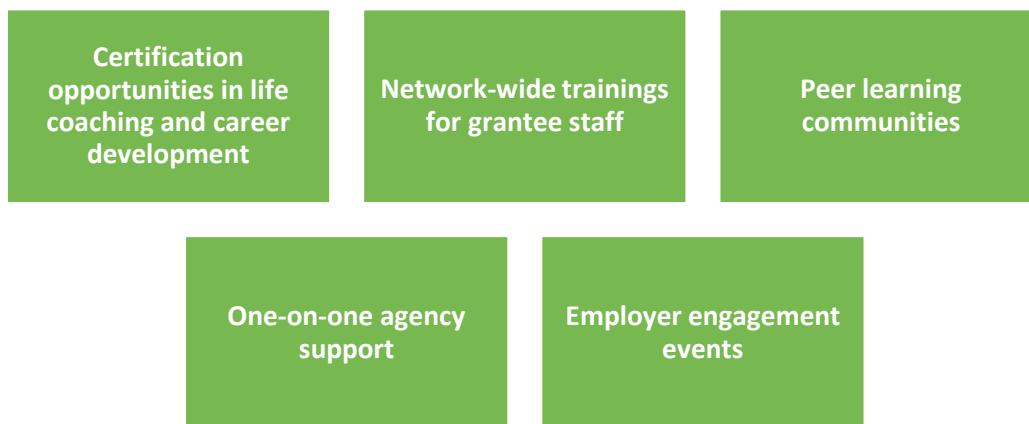 Certification
opportunities in life
coaching and career
development
Network-wide trainings
for grantee staff
Peer learning
communities
One-on-one agency
support
Employer engagement
events